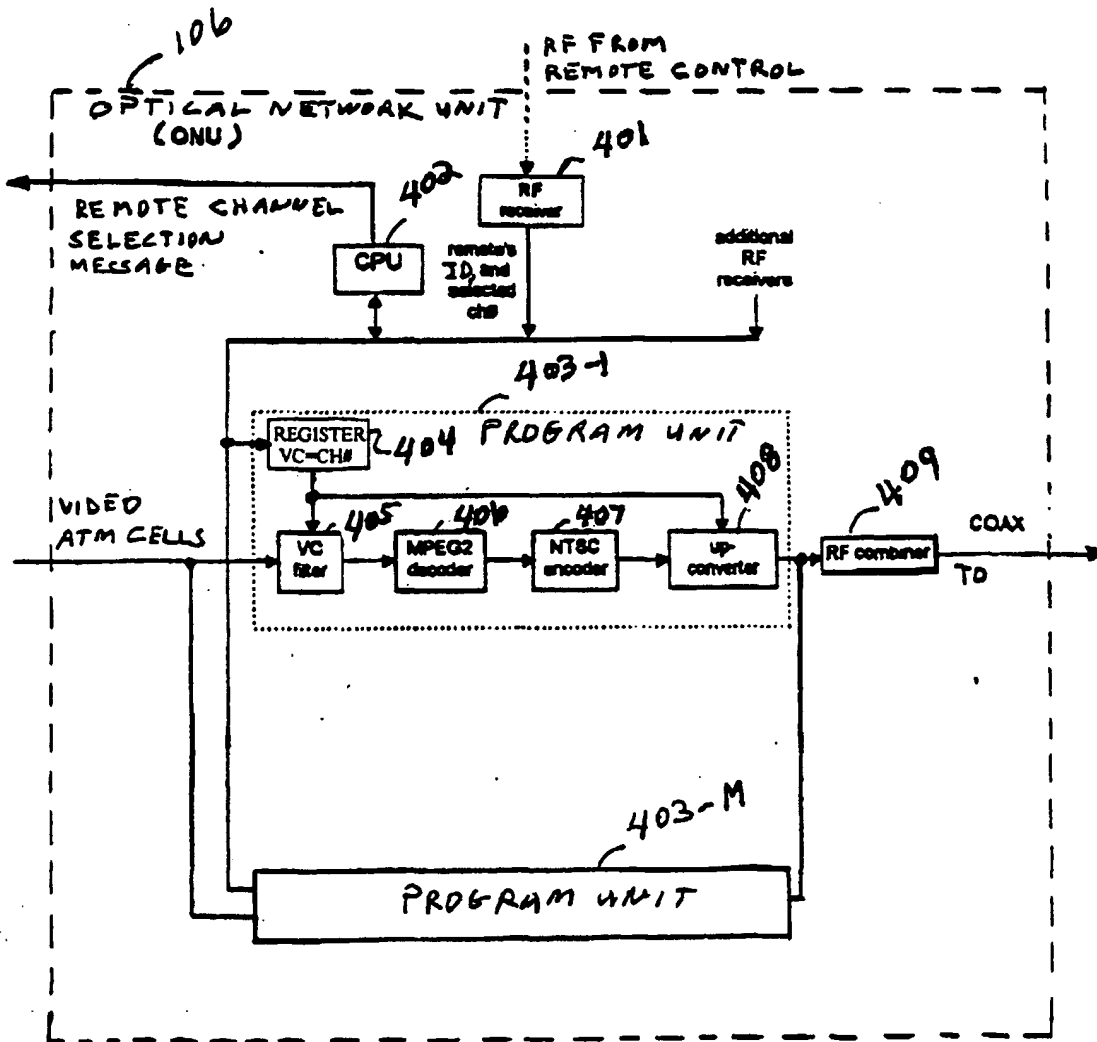 106
RF FROM
REMOTE CONTROL
OPTICAL NETWORK UNIT
(ONU)
401
402
RF
receiver
REMOTE CHANNEL
SELECTION
MESSAGE
CPU
remote's
ID, and
selected
ch#
additional
RF
receivers
403-1
REGISTER
VC=CH#
404
PROGRAM UNIT
408
409
VIDEO
ATM CELLS
405
406
407
VC
filter
MPEG2
decoder
NTSC
encoder
up-
converter
RF combiner
COAX
TO
403-M
PROGRAM UNIT